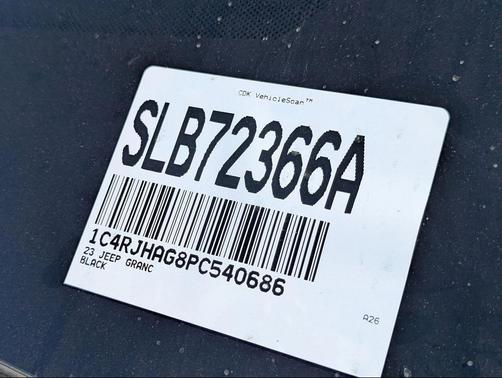 CDK VehicleScan™
SLB72366A
1C4RJHAG8PC540686
23 JEEP GRANC
BLACK
A26